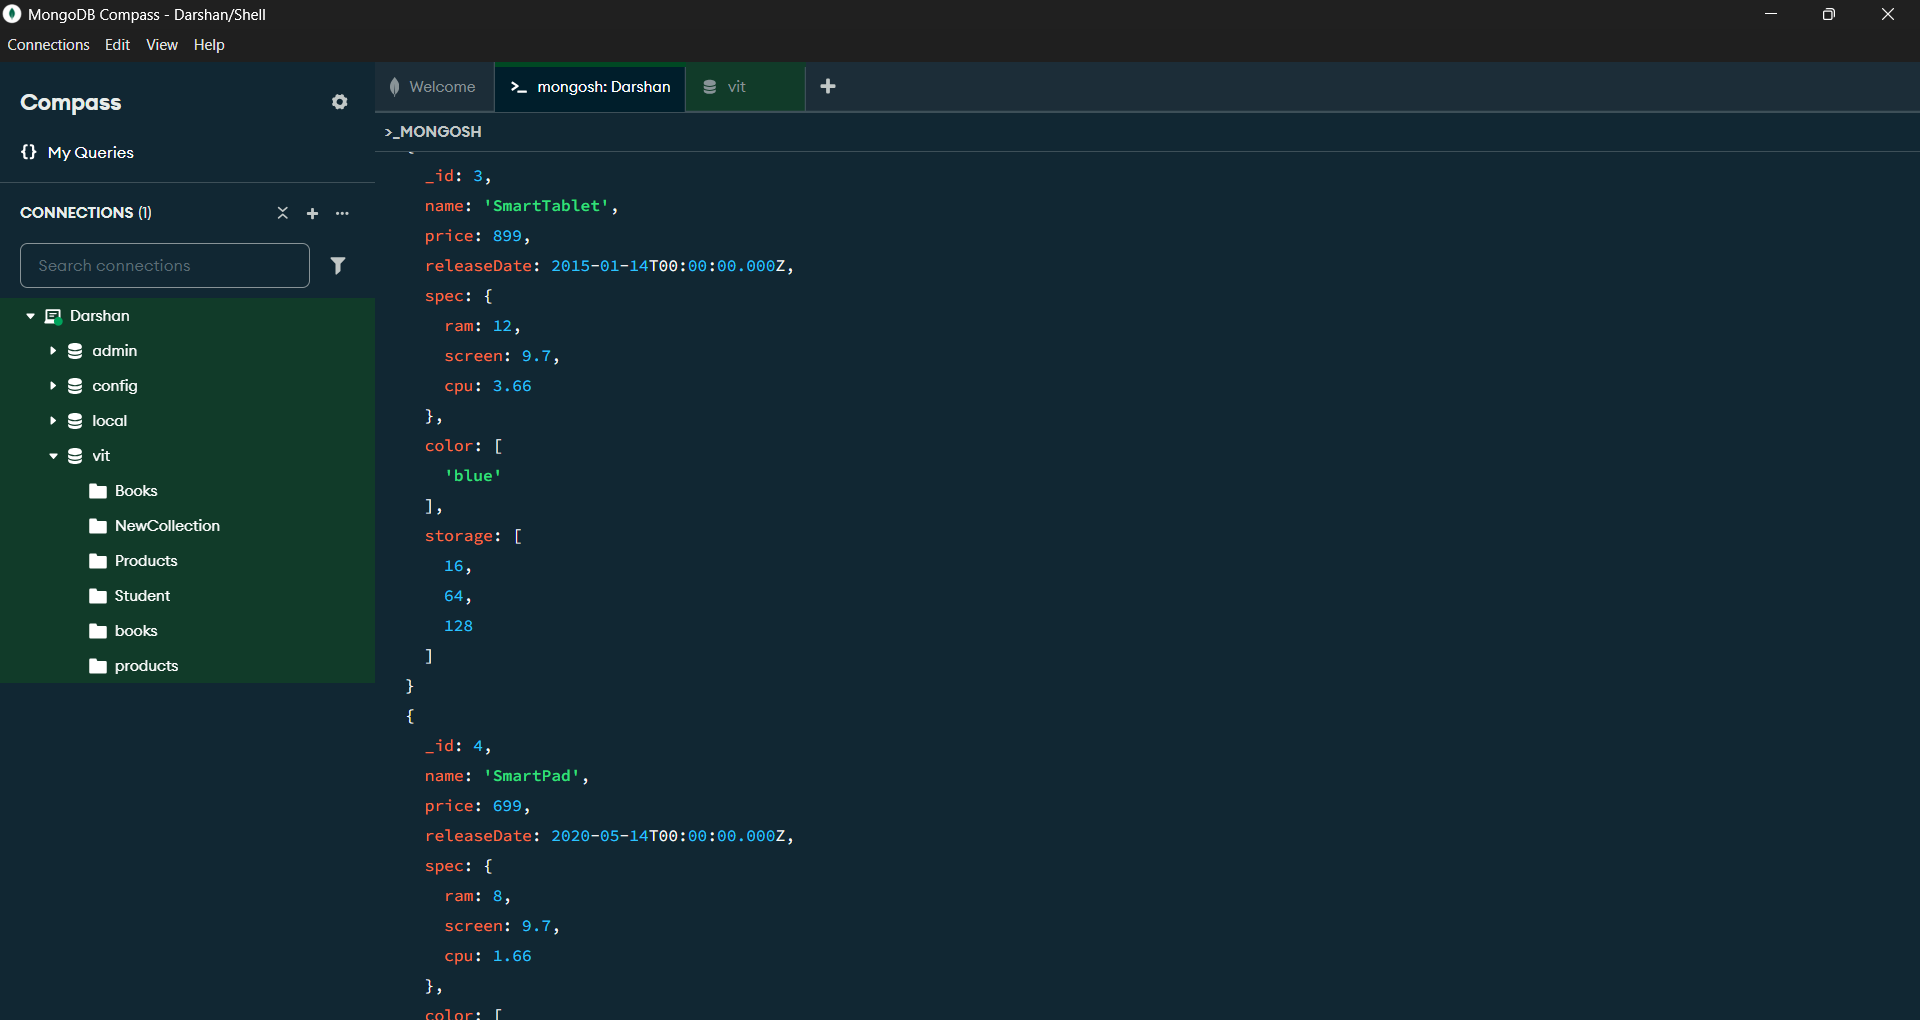 MongoDB Compass - Darshan/Shell
Connections Edit View Help
Compass
{} My Queries
CONNECTIONS (1)
Search connections
Darshan
admin
config
local
vit
Books
NewCollection
Products
Student
books
products
Welcome
>_ mongosh: Darshan
vit
+
>_MONGOSH
_id: 3,
name: 'SmartTablet',
price: 899,
releaseDate: 2015-01-14T00:00:00.000Z,
spec: {
ram: 12,
screen: 9.7,
cpu: 3.66
},
color: [
'blue'
],
storage: [
16,
64,
128
]
}
{
_id: 4,
name: 'SmartPad',
price: 699,
releaseDate: 2020-05-14T00:00:00.000Z,
spec: {
ram: 8,
screen: 9.7,
cpu: 1.66
},
color: [